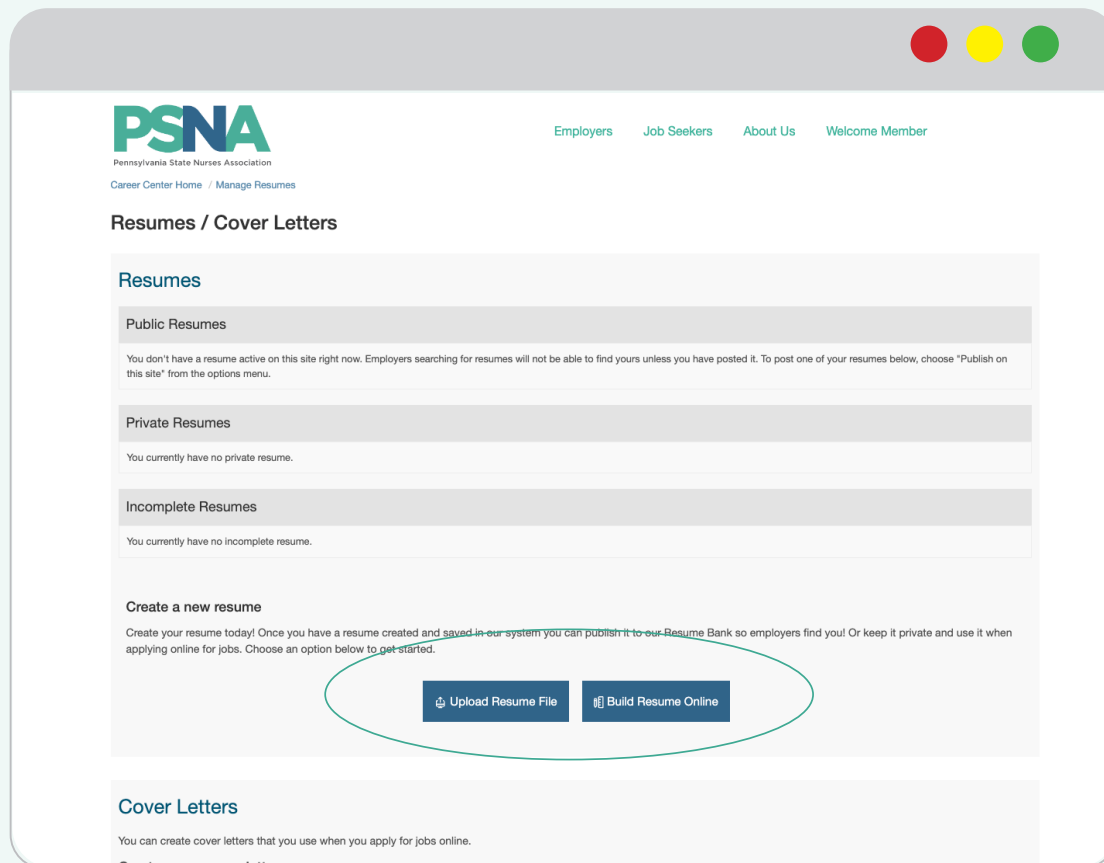 PSNA
Pennsylvania State Nurses Association
Employers Job Seekers About Us Welcome Member
Career Center Home / Manage Resumes
Resumes / Cover Letters
Resumes
Public Resumes
You don't have a resume active on this site right now. Employers searching for resumes will not be able to find yours unless you have posted it. To post one of your resumes below, choose "Publish on
this site" from the options menu.
Private Resumes
You currently have no private resume.
Incomplete Resumes
You currently have no incomplete resume.
Create a new resume
Create your resume today! Once you have a resume created and saved in our system you can publish it to our Resume Bank so employers find you! Or keep it private and use it when
applying online for jobs. Choose an option below to get started.
Upload Resume File Build Resume Online
Cover Letters
You can create cover letters that you use when you apply for jobs online.